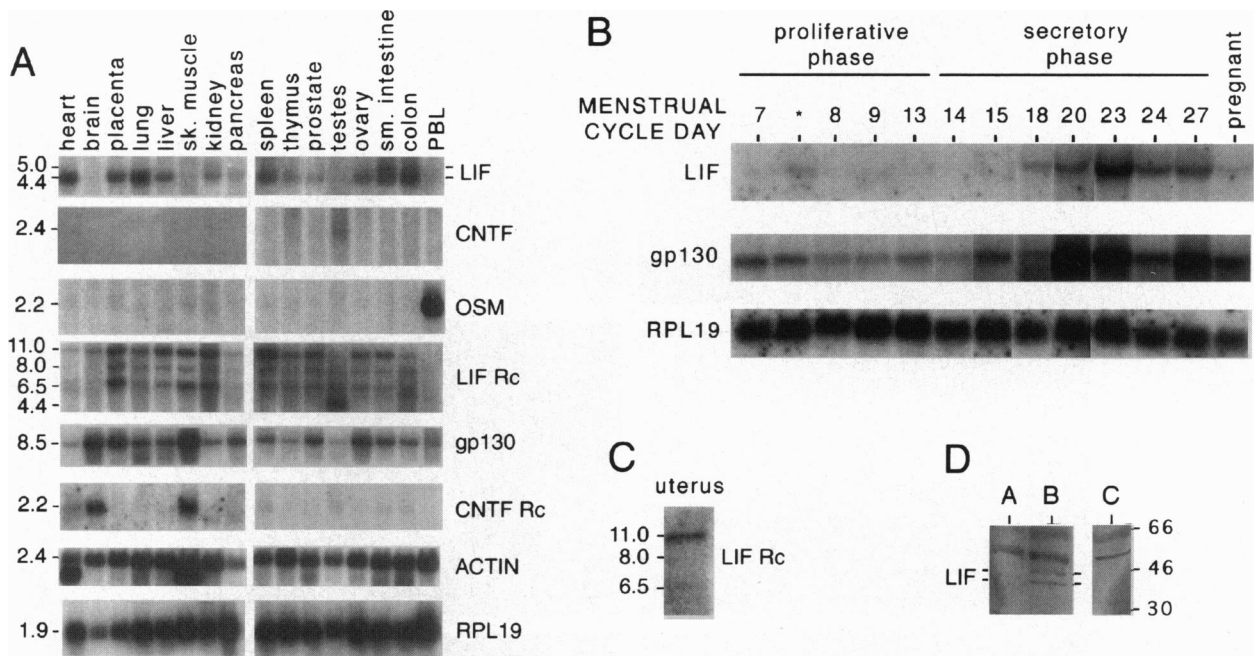 A
heart
brain
placenta
lung
liver
sk. muscle
kidney
pancreas
spleen
thymus
prostate
testes
ovary
sm. intestine
colon
PBL
5.0
4.4
LIF
2.4
CNTF
2.2
OSM
11.0
8.0
6.5
4.4
LIF Rc
8.5
gp130
2.2
CNTF Rc
2.4
ACTIN
1.9
RPL19
B
proliferative phase
secretory phase
pregnant
MENSTRUAL CYCLE DAY
7 * 8 9 13 14 15 18 20 23 24 27
LIF
gp130
RPL19
C
uterus
11.0
8.0
6.5
LIF Rc
D
A B C
66
46
30
LIF